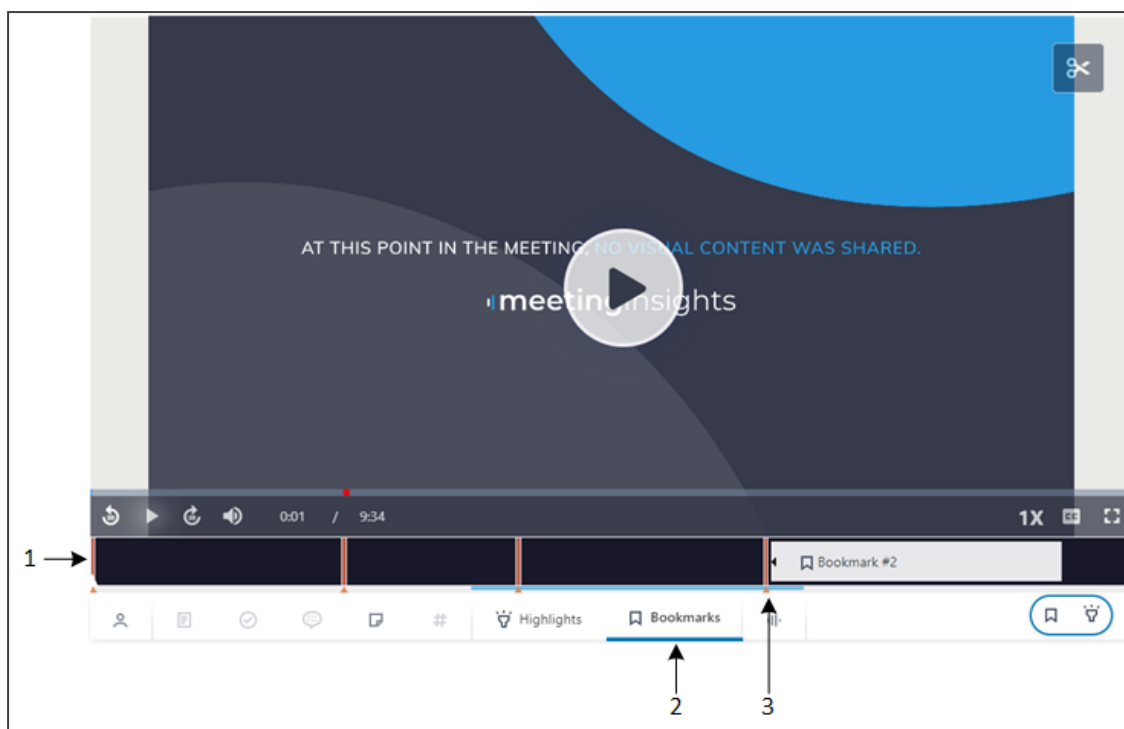 AT THIS POINT IN THE MEETING, NO VISUAL CONTENT WAS SHARED.
meetinginsights
0:01 / 9:34
1X CC
1
Bookmark #2
# Highlights Bookmarks
2 3